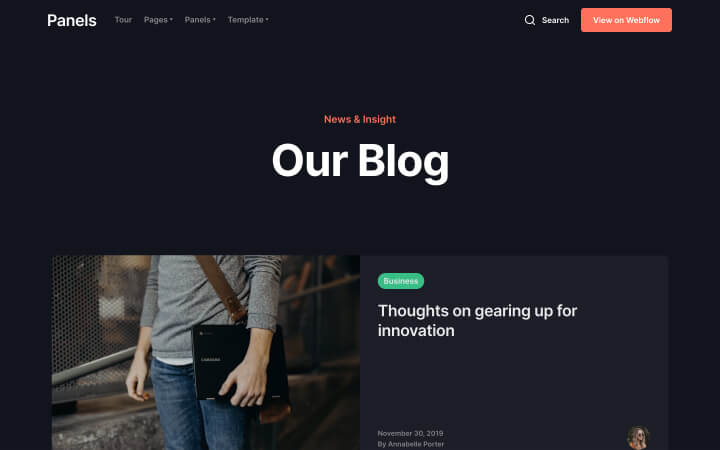 Panels
Tour
Pages
Panels
Template
Search
View on Webflow
News & Insight
Our Blog
SAMSUNG
Business
Thoughts on gearing up for
innovation
November 30, 2019
By Annabelle Porter